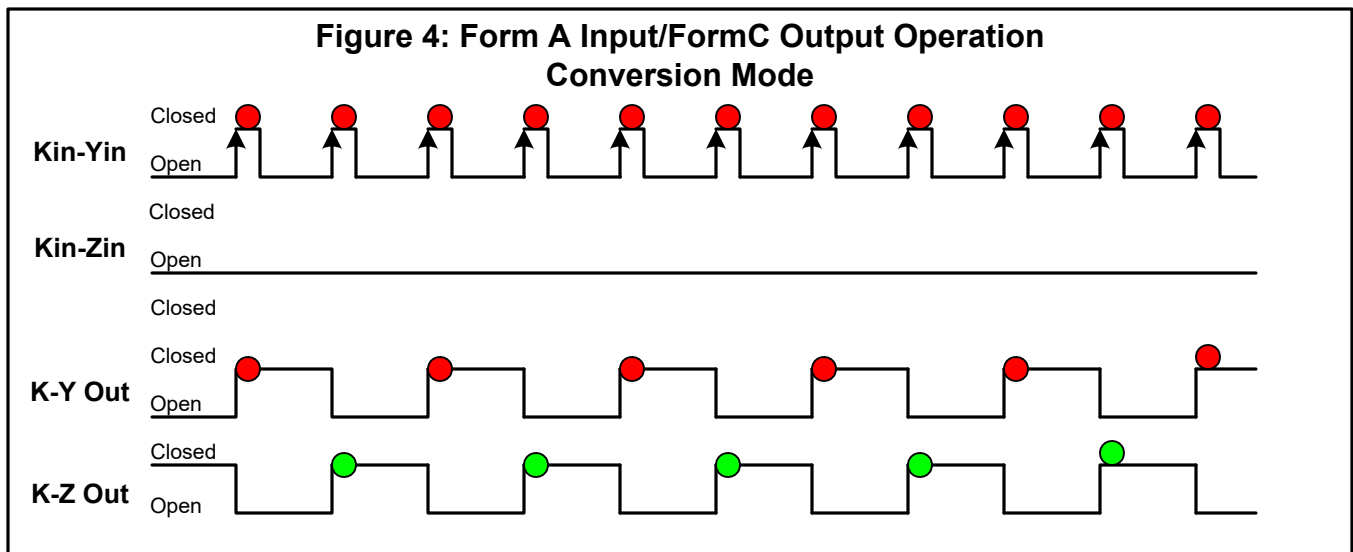 Figure 4: Form A Input/FormC Output Operation
Conversion Mode
Closed
Kin-Yin
Open
Closed
Kin-Zin
Open
Closed
Closed
K-Y Out
Open
Closed
K-Z Out
Open